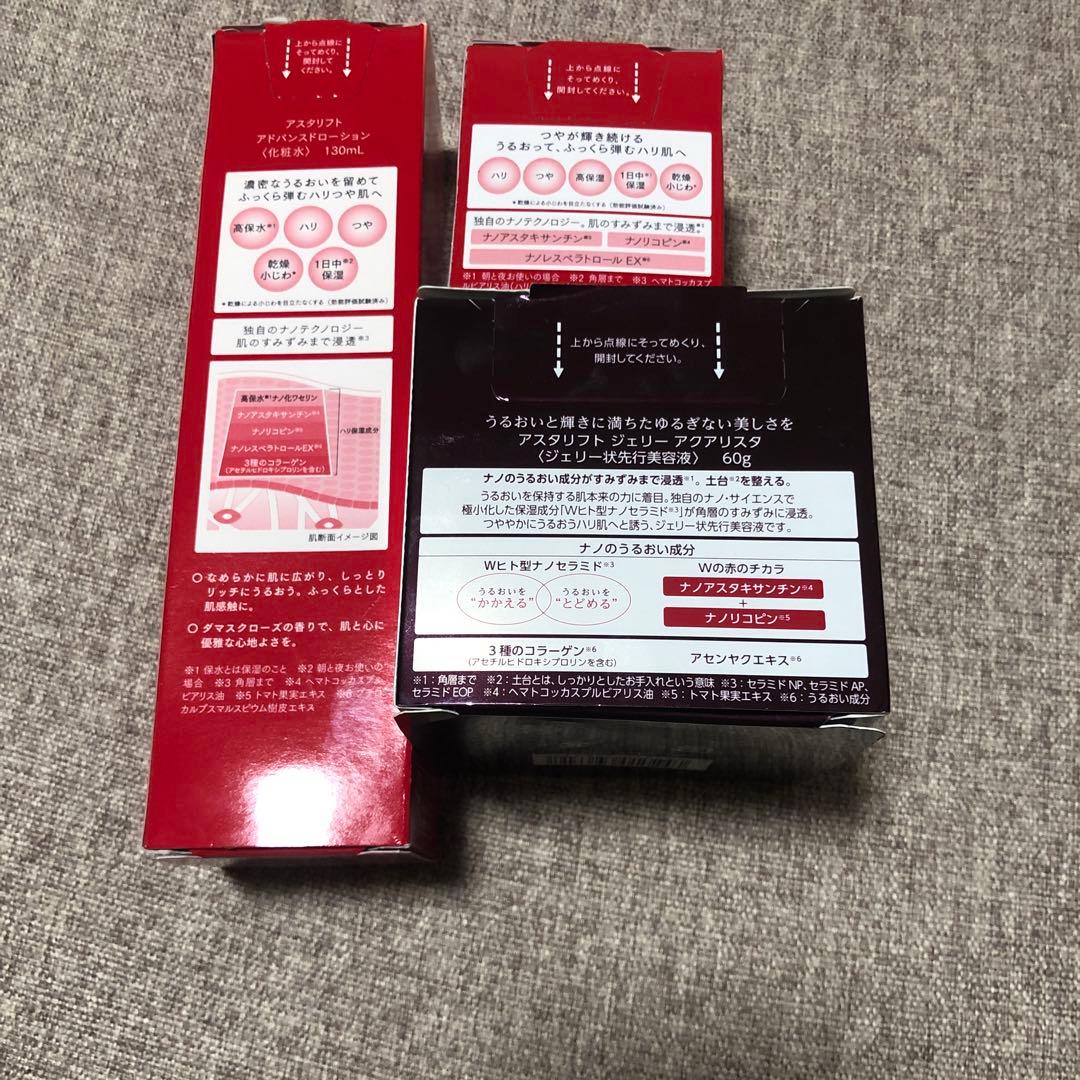 上から点線に
そってめくり、
開封して
ください。
アスタリフト
アドバンスドローション
〈化粧水〉 130mL
濃密なうるおいを留めて
ふっくら弾むハリつや肌へ
高保水※1
ハリ
つや
乾燥
小じわ*
1日中※2
保湿
*乾燥による小じわを目立たなくする(効能評価試験済み)
独自のナノテクノロジー
肌のすみずみまで浸透※3
高保水※1ナノ化ワセリン
ナノアスタキサンチン※4
ナノリコピン※5
ナノレスベラトロールEX※6
3種のコラーゲン
(アセチルヒドロキシプロリンを含む)
ハリ保湿成分
肌断面イメージ図
○ なめらかに肌に広がり、しっとり
リッチにうるおう。ふっくらとした
肌感触に。
○ ダマスクローズの香りで、肌と心に
優雅な心地よさを。
※1 保水とは保湿のこと ※2 朝と夜お使いの
場合 ※3 角層まで ※4 ヘマトコッカスプル
ビアリス油 ※5 トマト果実エキス ※6 プテロ
カルプスマルスピウム樹皮エキス
上から点線に
そってめくり、
開封してください。
つやが輝き続ける
うるおって、ふっくら弾むハリ肌へ
ハリ
つや
高保湿
1日中※1
保湿
乾燥
小じわ*
*乾燥による小じわを目立たなくする(効能評価試験済み)
独自のナノテクノロジー。肌のすみずみまで浸透※2。
ナノアスタキサンチン※3
ナノリコピン※4
ナノレスベラトロール EX※5
※1 朝と夜お使いの場合 ※2 角層まで ※3 ヘマトコッカスプ
ルビアリス油(ハリ
上から点線にそってめくり、
開封してください。
うるおいと輝きに満ちたゆるぎない美しさを
アスタリフト ジェリー アクアリスタ
〈ジェリー状先行美容液〉 60g
ナノのうるおい成分がすみずみまで浸透※1。土台※2を整える。
うるおいを保持する肌本来の力に着目。独自のナノ・サイエンスで
極小化した保湿成分「Wヒト型ナノセラミド※3」が角層のすみずみに浸透。
つややかにうるおうハリ肌へと誘う、ジェリー状先行美容液です。
ナノのうるおい成分
Wヒト型ナノセラミド※3
うるおいを
"かかえる"
うるおいを
"とどめる"
Wの赤のチカラ
ナノアスタキサンチン※4
+
ナノリコピン※5
3種のコラーゲン※6
(アセチルヒドロキシプロリンを含む)
アセンヤクエキス※6
※1:角層まで ※2:土台とは、しっかりとしたお手入れという意味 ※3:セラミドNP、セラミドAP、
セラミドEOP ※4:ヘマトコッカスプルビアリス油 ※5:トマト果実エキス ※6:うるおい成分